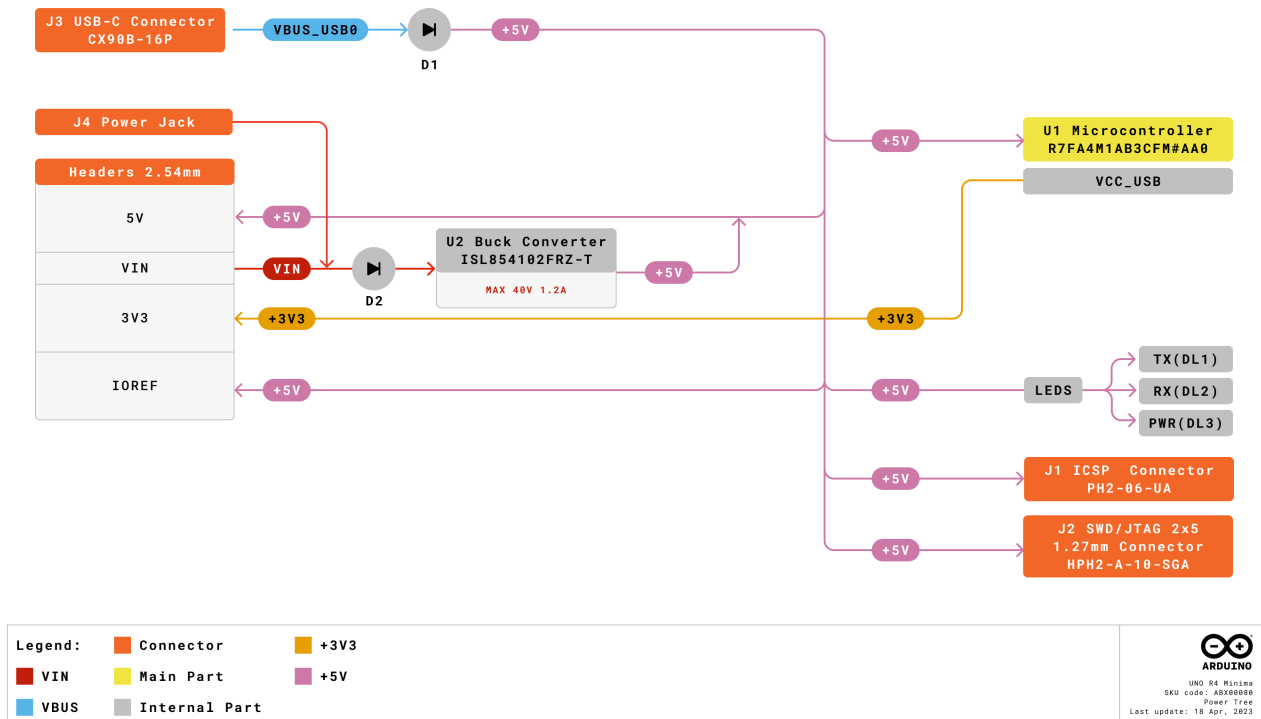 J3 USB-C Connector
CX90B-16P
VBUS_USB0
+5V
D1
J4 Power Jack
U1 Microcontroller
R7FA4M1AB3CFM#AA0
+5V
Headers 2.54mm
VCC_USB
5V
+5V
U2 Buck Converter
ISL854102FRZ-T
VIN
VIN
+5V
MAX 40V 1.2A
D2
3V3
+3V3
+3V3
TX(DL1)
IOREF
+5V
+5V
LEDS
RX(DL2)
PWR(DL3)
+5V
J1 ICSP Connector
PH2-06-UA
J2 SWD/JTAG 2x5
1.27mm Connector
HPH2-A-10-SGA
+5V
Legend:
Connector
+3V3
VIN
Main Part
+5V
VBUS
Internal Part
ARDUINO
UNO R4 Minima
SKU code: ABX00080
Power Tree
Last update: 18 Apr, 2023